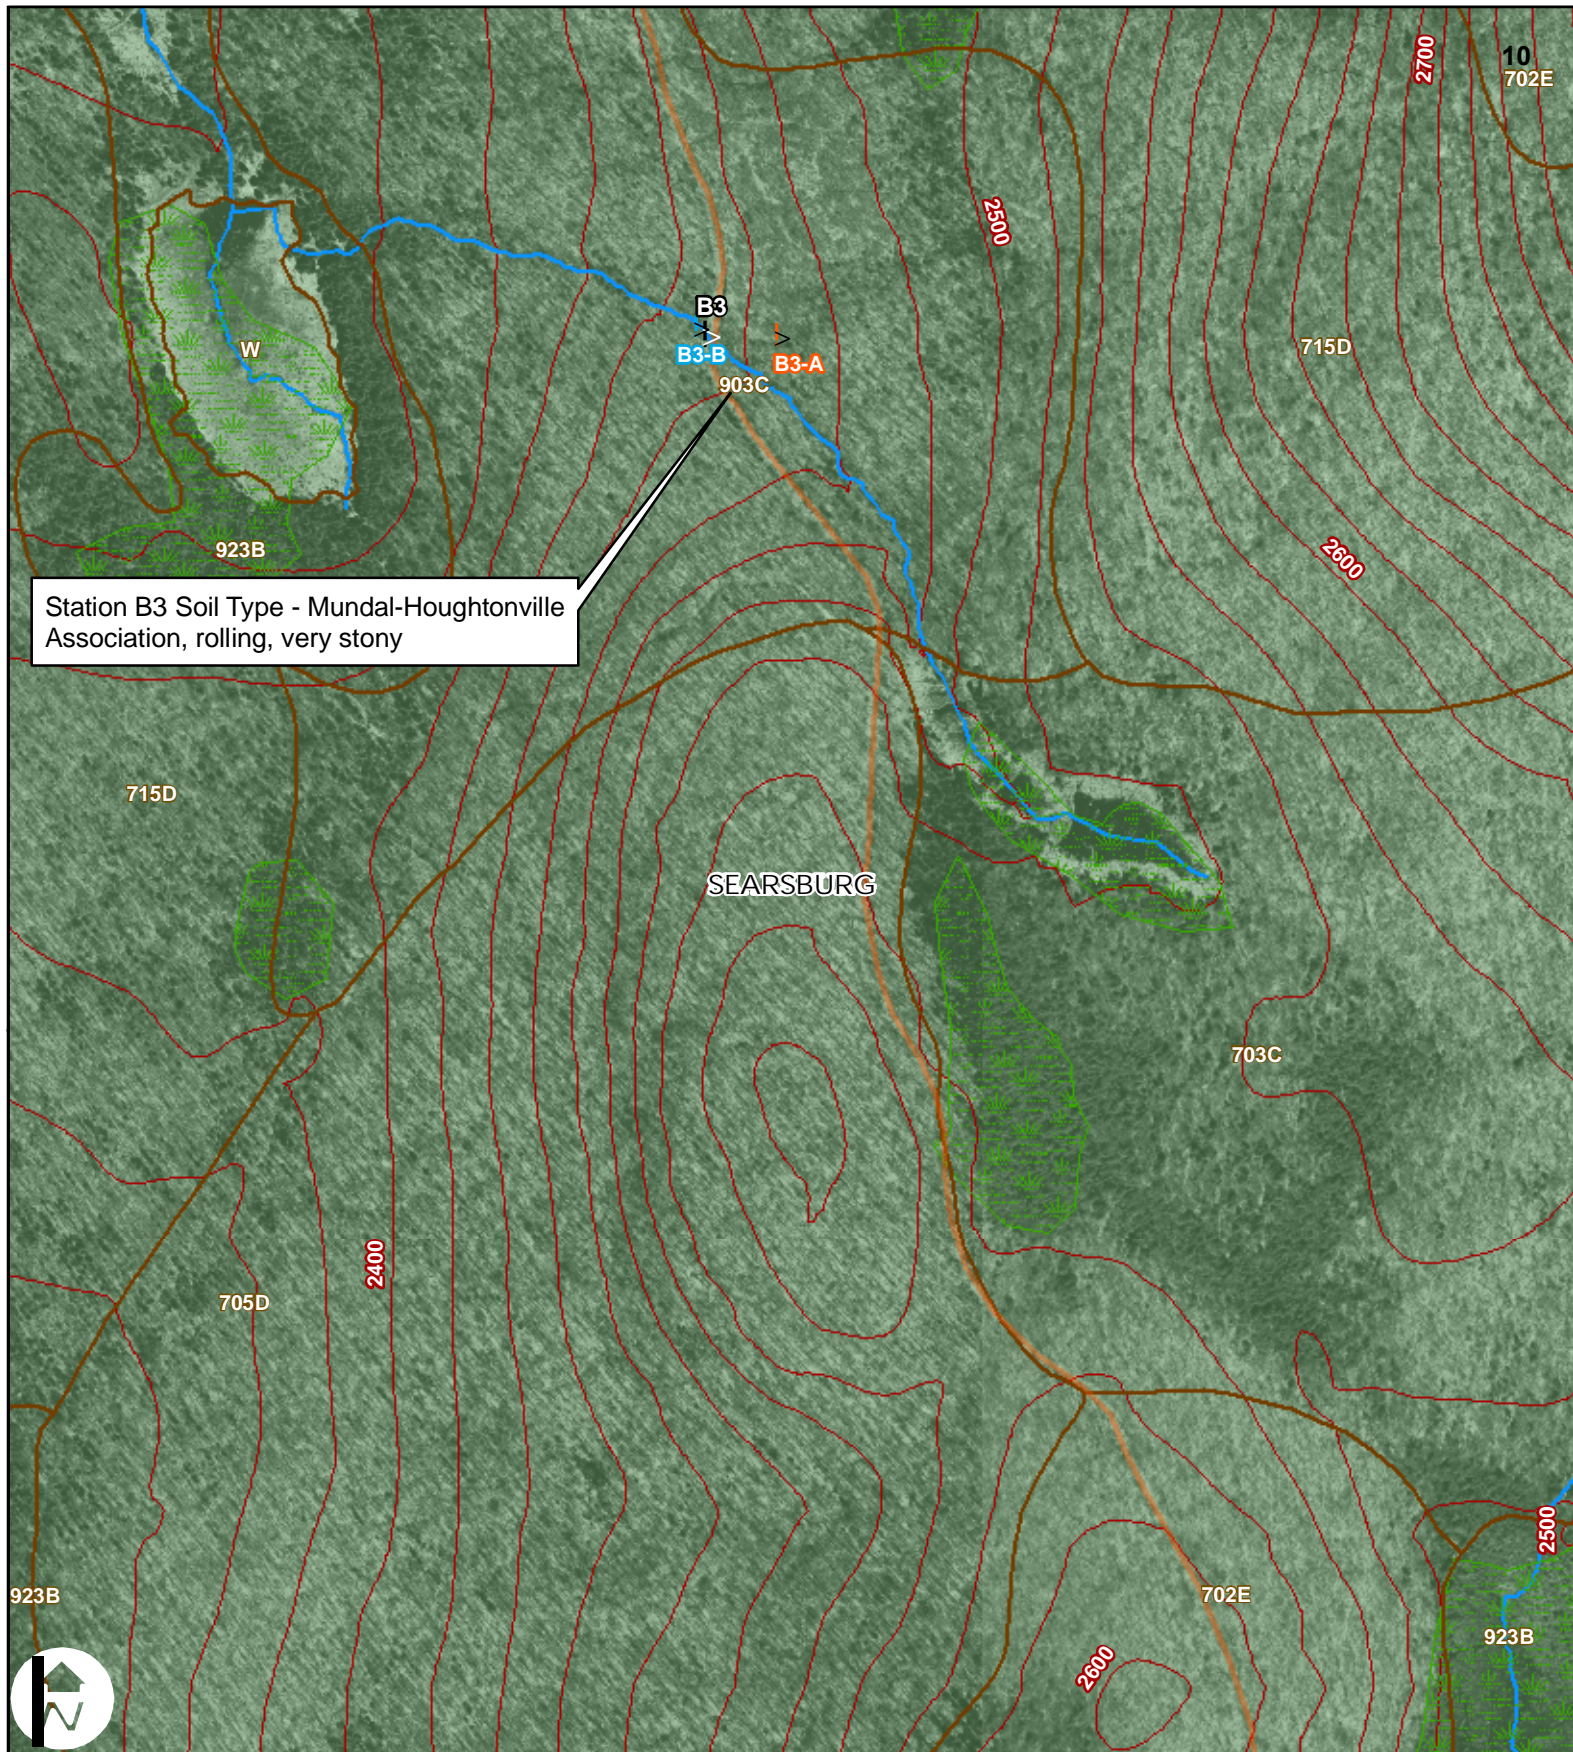 10
702E
2700
2500
B3
B3-B
B3-A
903C
W
715D
2600
923B
Station B3 Soil Type - Mundal-Houghtonville
Association, rolling, very stony
715D
SEARSBURG
703C
2400
705D
2500
923B
702E
923B
2600
N